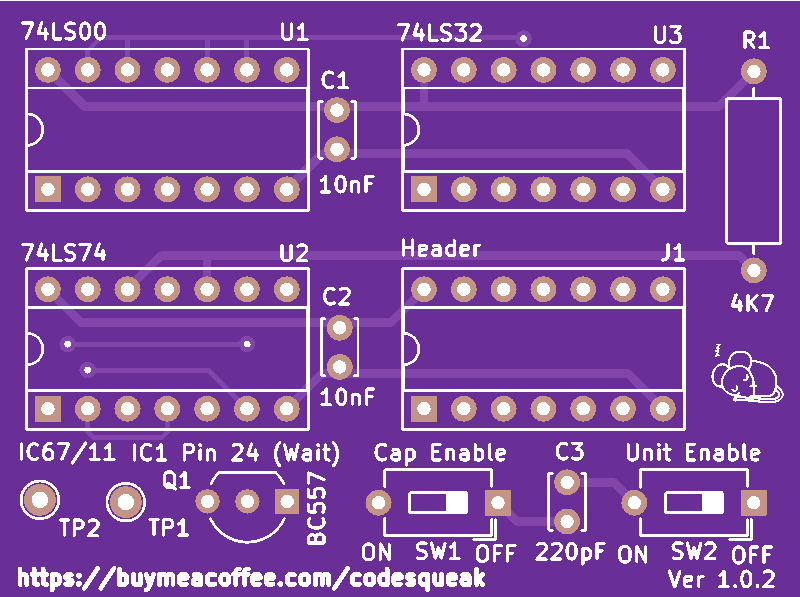 74LS00 U1
74LS32 U3
R1
C1
10nF
74LS74 U2
Header J1
4K7
C2
10nF
IC67/11 IC1 Pin 24 (Wait)
Cap Enable C3 Unit Enable
Q1
BC557
TP2 TP1
ON SW1 OFF 220pF ON SW2 OFF
https://buymeacoffee.com/codesqueak
Ver 1.0.2